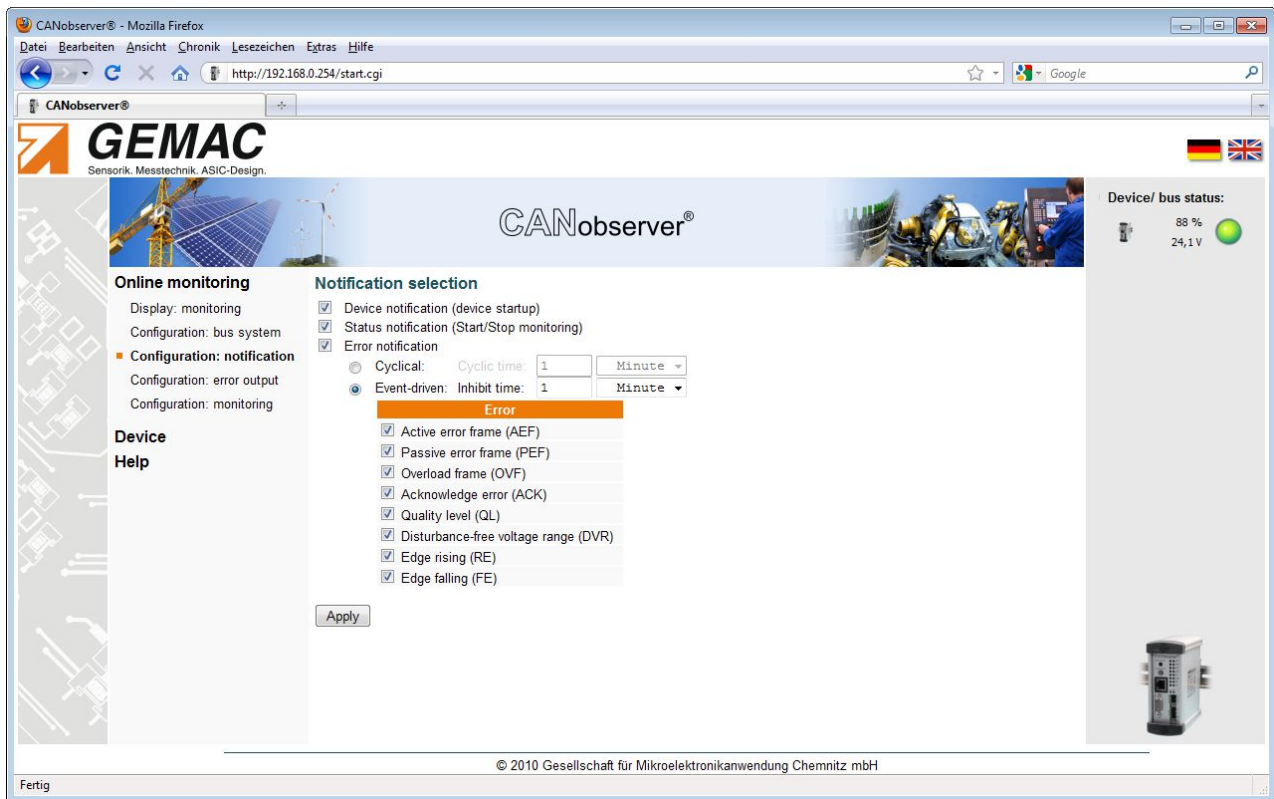 CANobserver® - Mozilla Firefox
Datei Bearbeiten Ansicht Chronik Lesezeichen Extras Hilfe
http://192.168.0.254/start.cgi
Google
CANobserver®
GEMAC
Sensorik. Messtechnik. ASIC-Design.
CANobserver®
Device/ bus status:
88 %
24,1 V
Online monitoring
Display: monitoring
Configuration: bus system
Configuration: notification
Configuration: error output
Configuration: monitoring
Device
Help
Notification selection
Device notification (device startup)
Status notification (Start/Stop monitoring)
Error notification
Cyclical: Cyclic time: 1 Minute
Event-driven: Inhibit time: 1 Minute
Error
Active error frame (AEF)
Passive error frame (PEF)
Overload frame (OVF)
Acknowledge error (ACK)
Quality level (QL)
Disturbance-free voltage range (DVR)
Edge rising (RE)
Edge falling (FE)
Apply
© 2010 Gesellschaft für Mikroelektronikanwendung Chemnitz mbH
Fertig